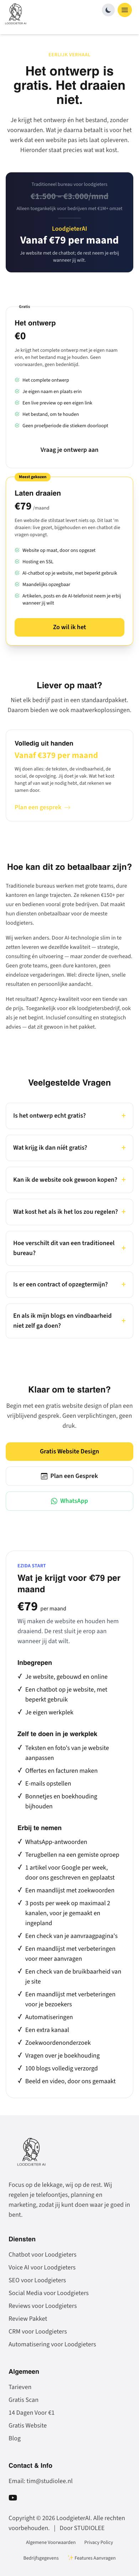 LOODGIETER AI
EERLIJK VERHAAL
Het ontwerp is
gratis. Het draaien
niet.
Je krijgt het ontwerp én het bestand, zonder
voorwaarden. Wat je daarna betaalt is voor het
werk dat een website pas iets laat opleveren.
Hieronder staat precies wat wat kost.
Traditioneel bureau voor loodgieters
€1.500 – €3.000/mnd
Alleen toegankelijk voor bedrijven met €2M+ omzet
LoodgieterAI
Vanaf €79 per maand
Je website met de chatbot; de rest neem je erbij
wanneer jij wilt.
Gratis
Het ontwerp
€0
Je krijgt het complete ontwerp met je eigen naam
erin, en het bestand mag je houden. Geen
voorwaarden, geen bedenktijd.
Het complete ontwerp
Je eigen naam en plaats erin
Een live preview op een eigen link
Het bestand, om te houden
Geen proefperiode die stiekem doorloopt
Vraag je ontwerp aan
Meest gekozen
Laten draaien
€79 /maand
Een website die stilstaat levert niets op. Dit laat 'm
draaien: live gezet, bijgehouden en met een chatbot die
vragen opvangt.
Website op maat, door ons opgezet
Hosting en SSL
AI-chatbot op je website, met beperkt gebruik
Maandelijks opzegbaar
Artikelen, posts en de AI-telefonist neem je erbij
wanneer jij wilt
Zo wil ik het
Liever op maat?
Niet elk bedrijf past in een standaardpakket.
Daarom bieden we ook maatwerkoplossingen.
Volledig uit handen
Vanaf €379 per maand
Wij doen alles: de teksten, de vindbaarheid, de
social, de opvolging. Jij doet je vak. Wat het kost
hangt af van wat je nodig hebt, dat rekenen we
samen door.
Plan een gesprek →
Hoe kan dit zo betaalbaar zijn?
Traditionele bureaus werken met grote teams, dure
kantoren en lange trajecten. Ze rekenen €150+ per
uur en bedienen vooral grote bedrijven. Dat maakt
hun diensten onbetaalbaar voor de meeste
loodgieters.
Wij werken anders. Door AI-technologie slim in te
zetten leveren we dezelfde kwaliteit — strategie,
consulting én uitvoering — maar zonder de overhead.
Geen grote teams, geen dure kantoren, geen
eindeloze vergaderingen. Wel: directe lijnen, snelle
resultaten en persoonlijke aandacht.
Het resultaat? Agency-kwaliteit voor een tiende van
de prijs. Toegankelijk voor elk loodgietersbedrijf, ook
als je net begint. Inclusief consulting en strategisch
advies — dat zit gewoon in het pakket.
Veelgestelde Vragen
Is het ontwerp echt gratis?
Wat krijg ik dan níét gratis?
Kan ik de website ook gewoon kopen?
Wat kost het als ik het los zou regelen?
Hoe verschilt dit van een traditioneel
bureau?
Is er een contract of opzegtermijn?
En als ik mijn blogs en vindbaarheid
niet zelf ga doen?
Klaar om te starten?
Begin met een gratis website design of plan een
vrijblijvend gesprek. Geen verplichtingen, geen
druk.
Gratis Website Design
Plan een Gesprek
WhatsApp
EZIBA START
Wat je krijgt voor €79 per
maand
€79 per maand
Wij maken de website en houden hem
draaiend. De rest sluit je erop aan
wanneer jij dat wilt.
Inbegrepen
✓ Je website, gebouwd en online
✓ Een chatbot op je website, met
beperkt gebruik
✓ Je eigen werkplek
Zelf te doen in je werkplek
✓ Teksten en foto's van je website
aanpassen
✓ Offertes en facturen maken
✓ E-mails opstellen
✓ Bonnetjes en boekhouding
bijhouden
Erbij te nemen
✓ WhatsApp-antwoorden
✓ Terugbellen na een gemiste oproep
✓ 1 artikel voor Google per week,
door ons geschreven en geplaatst
✓ Een maandlijst met zoekwoorden
✓ 3 posts per week op maximaal 2
kanalen, voor je gemaakt en
ingepland
✓ Een check van je aanvraagpagina's
✓ Een maandlijst met verbeteringen
voor meer aanvragen
✓ Een check van de bruikbaarheid van
je site
✓ Een maandlijst met verbeteringen
voor je bezoekers
✓ Automatiseringen
✓ Een extra kanaal
✓ Zoekwoordenonderzoek
✓ Vragen over je boekhouding
✓ 100 blogs volledig verzorgd
✓ Beeld en video, door ons gemaakt
LOODGIETER AI
Focus op de lekkage, wij op de rest. Wij
regelen je telefoontjes, planning en
marketing, zodat jij kunt doen waar je goed in
bent.
Diensten
Chatbot voor Loodgieters
Voice AI voor Loodgieters
SEO voor Loodgieters
Social Media voor Loodgieters
Reviews voor Loodgieters
Review Pakket
CRM voor Loodgieters
Automatisering voor Loodgieters
Algemeen
Tarieven
Gratis Scan
14 Dagen Voor €1
Gratis Website
Blog
Contact & Info
Email: tim@studiolee.nl
Copyright © 2026 LoodgieterAI. Alle rechten
voorbehouden. | Door STUDIOLEE
Algemene Voorwaarden Privacy Policy
Bedrijfsgegevens ✨ Features Aanvragen